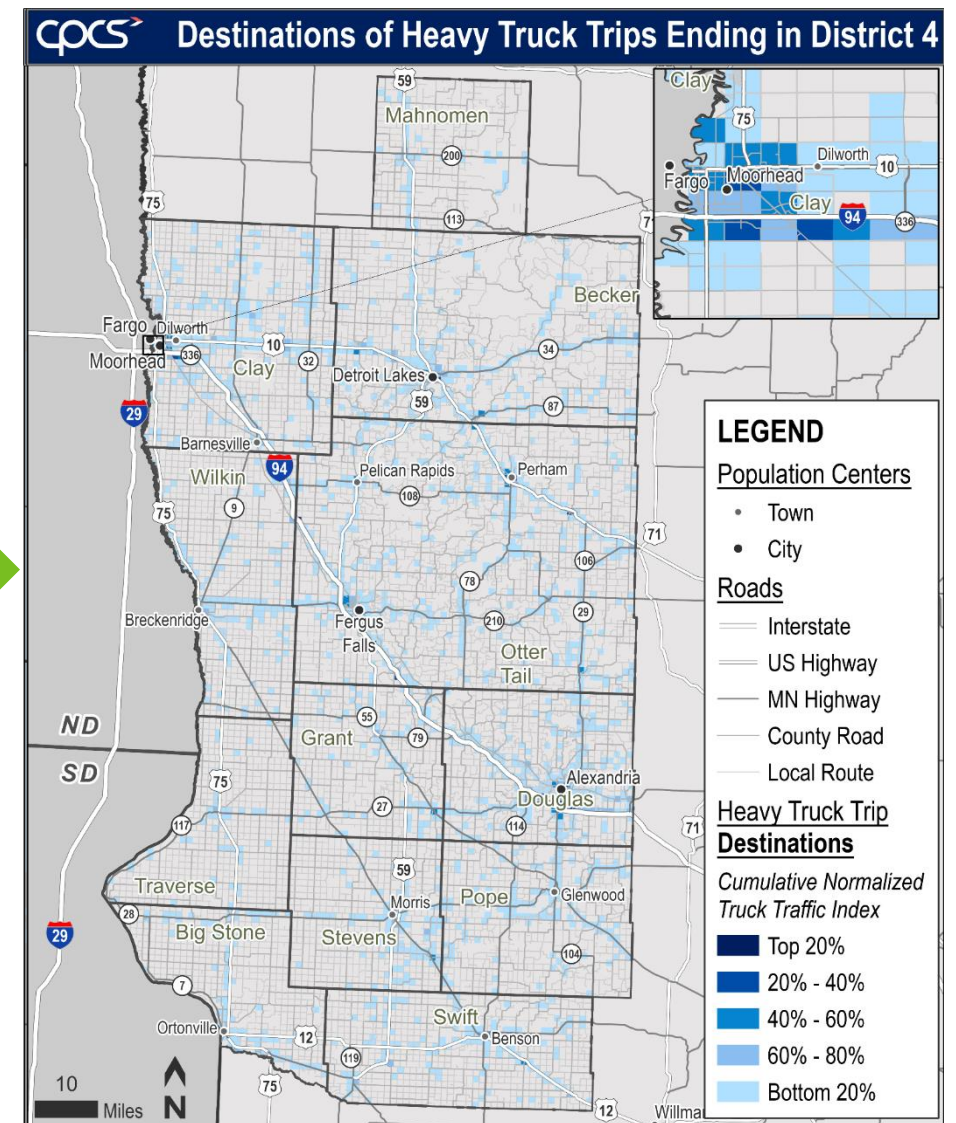 cpcs Destinations of Heavy Truck Trips Ending in District 4
59
Mahnomen
200
75
113
Clay
75
Dilworth
10
Fargo
Moorhead
Clay
94
336
7
Becker
Fargo
Dilworth
10
Moorhead
336
Clay
32
34
Detroit Lakes
59
87
29
Barnesville
Wilkin
94
Pelican Rapids
Perham
108
9
75
71
106
78
29
Breckenridge
Fergus
Falls
210
Otter
Tail
ND
SD
55
79
Grant
75
Alexandria
Douglas
27
114
117
71
59
Traverse
Morris
Pope
Glenwood
28
Big Stone
Stevens
29
104
7
Swift
Ortonville
12
Benson
119
75
12
Willmar
10
Miles
N
LEGEND
Population Centers
Town
City
Roads
Interstate
US Highway
MN Highway
County Road
Local Route
Heavy Truck Trip
Destinations
Cumulative Normalized
Truck Traffic Index
Top 20%
20% - 40%
40% - 60%
60% - 80%
Bottom 20%